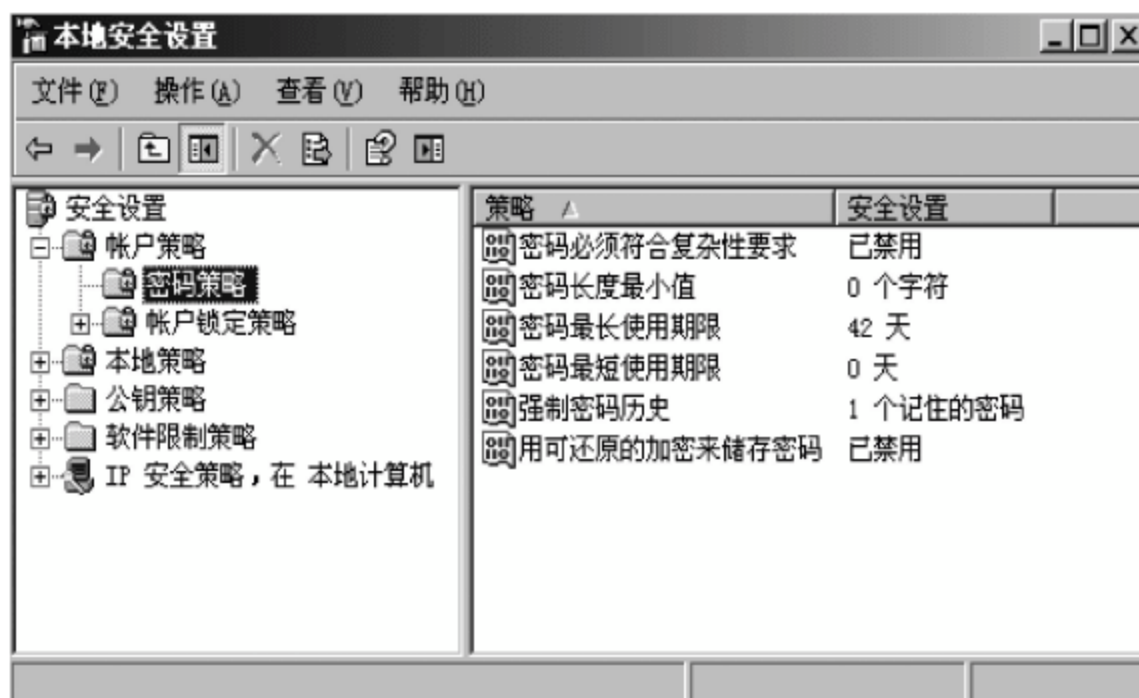 本地安全设置
文件(F) 操作(A) 查看(V) 帮助(H)
安全设置
帐户策略
密码策略
帐户锁定策略
本地策略
公钥策略
软件限制策略
IP 安全策略，在 本地计算机
策略 安全设置
密码必须符合复杂性要求 已禁用
密码长度最小值 0 个字符
密码最长使用期限 42 天
密码最短使用期限 0 天
强制密码历史 1 个记住的密码
用可还原的加密来储存密码 已禁用